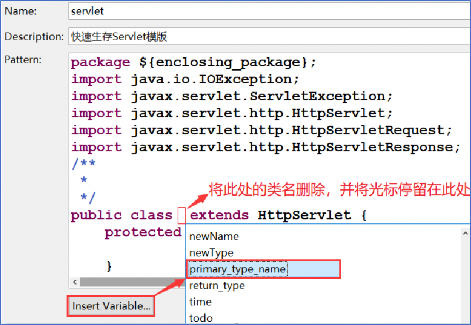 Name: servlet
Description: 快速生存Servlet模版
Pattern:
package ${enclosing_package};
import java.io.IOException;
import javax.servlet.ServletException;
import javax.servlet.http.HttpServlet;
import javax.servlet.http.HttpServletRequest;
import javax.servlet.http.HttpServletResponse;
/**
*
*/
将此处的类名删除，并将光标停留在此处
public class extends HttpServlet {
protected
}
newName
newType
primary_type_name
return_type
time
todo
Insert Variable...